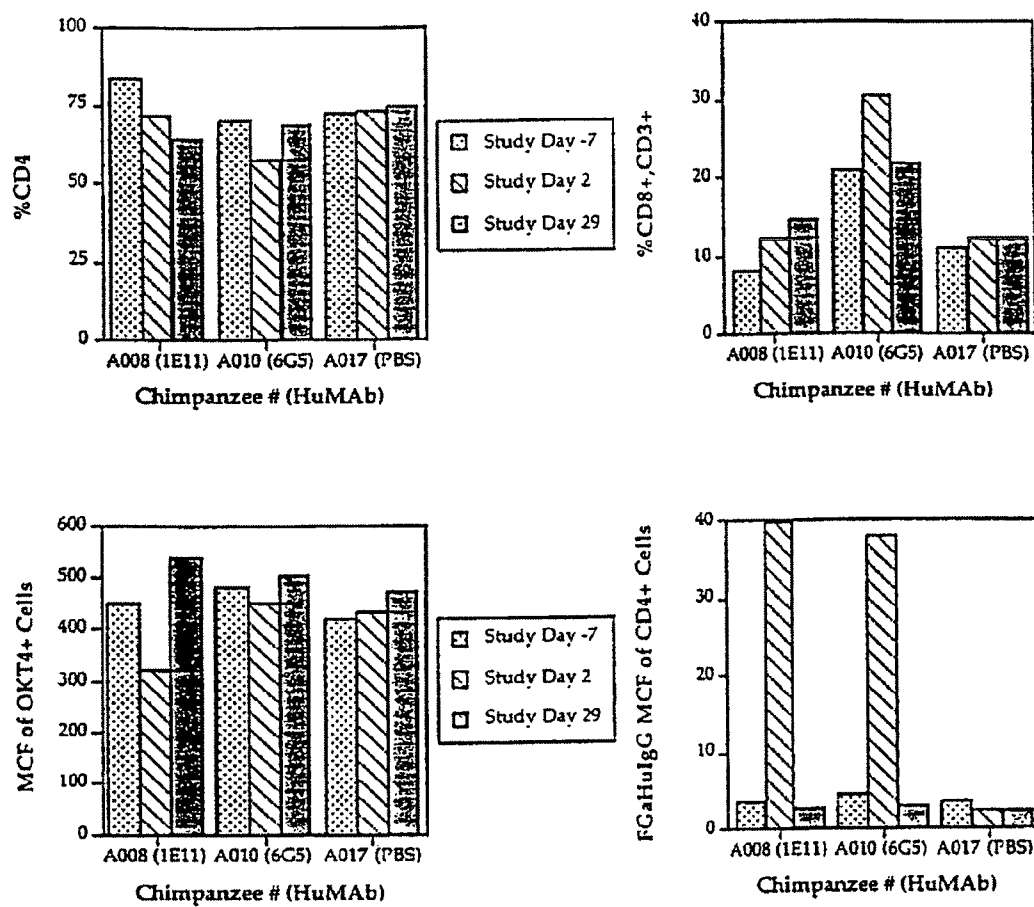 100
75
50
25
0
%CD4
A008 (1E11) A010 (6G5) A017 (PBS)
Chimpanzee # (HuMAb)
Study Day -7
Study Day 2
Study Day 29
40
30
20
10
0
%CD8+,CD3+
A008 (1E11) A010 (6G5) A017 (PBS)
Chimpanzee # (HuMAb)
600
500
400
300
200
100
0
MCF of OKT4+ Cells
A008 (1E11) A010 (6G5) A017 (PBS)
Chimpanzee # (HuMAb)
Study Day -7
Study Day 2
Study Day 29
40
30
20
10
0
FGaHuIgG MCF of CD4+ Cells
A008 (1E11) A010 (6G5) A017 (PBS)
Chimpanzee # (HuMAb)